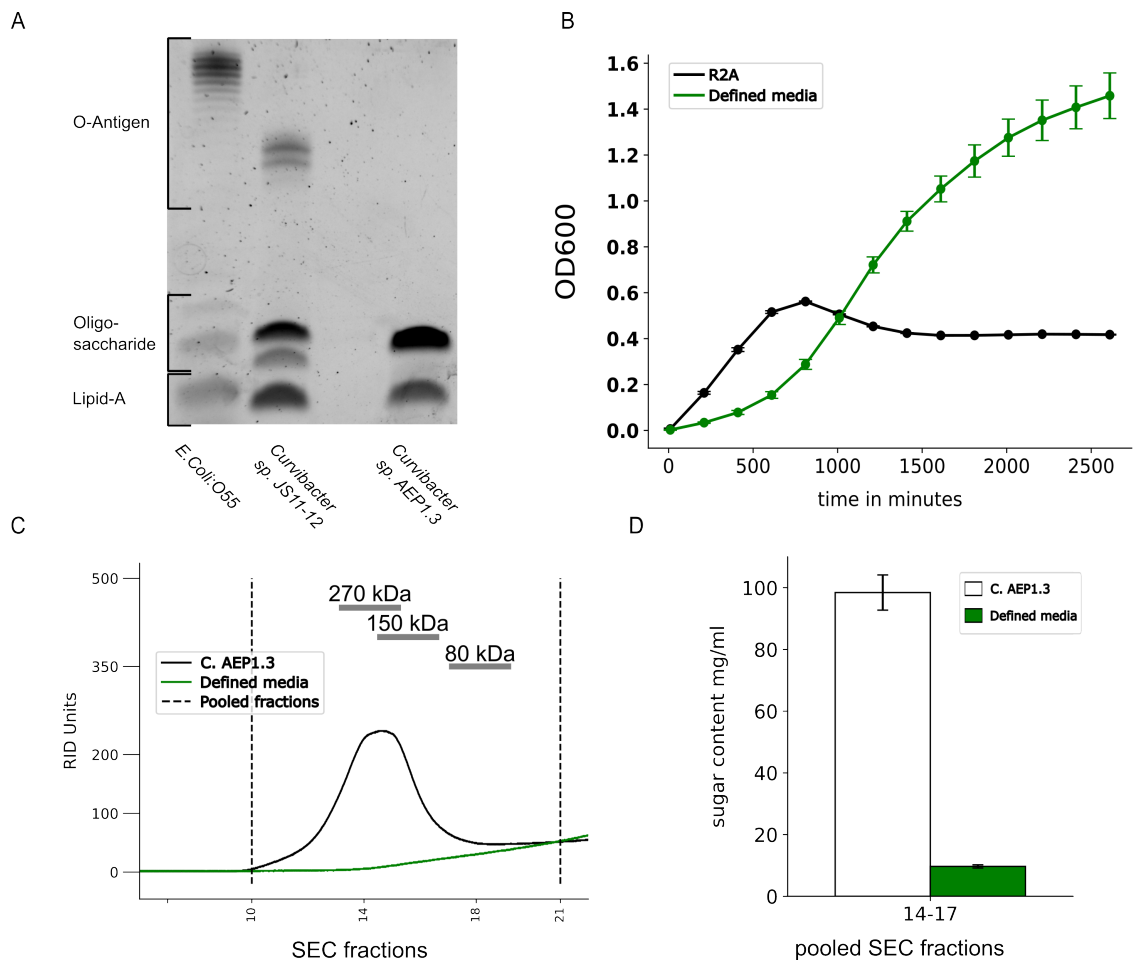 A
O-Antigen
Oligo-
saccharide
Lipid-A
E.Coli:O55
Curvibacter
sp. JS11-12
Curvibacter
sp. AEP1.3
B
R2A
Defined media
OD600
1.6
1.4
1.2
1.0
0.8
0.6
0.4
0.2
0.0
0
500
1000
1500
2000
2500
time in minutes
C
270 kDa
150 kDa
80 kDa
C. AEP1.3
Defined media
Pooled fractions
RID Units
500
350
200
100
0
10
14
18
21
SEC fractions
D
C. AEP1.3
Defined media
sugar content mg/ml
100
80
60
40
20
0
14-17
pooled SEC fractions